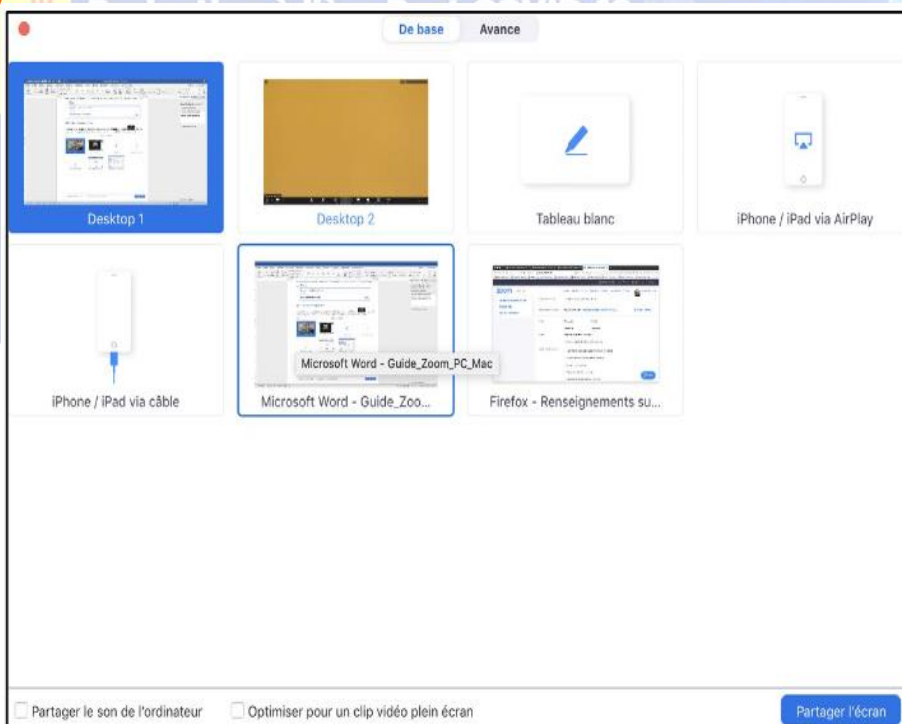 De base Avance
Desktop 1
Desktop 2
Tableau blanc
iPhone / iPad via AirPlay
iPhone / iPad via câble
Microsoft Word - Guide_Zoom_PC_Mac
Microsoft Word - Guide_Zoo...
Firefox - Renseignements su...
zoom
Partager le son de l'ordinateur
Optimiser pour un clip vidéo plein écran
Partager l'écran